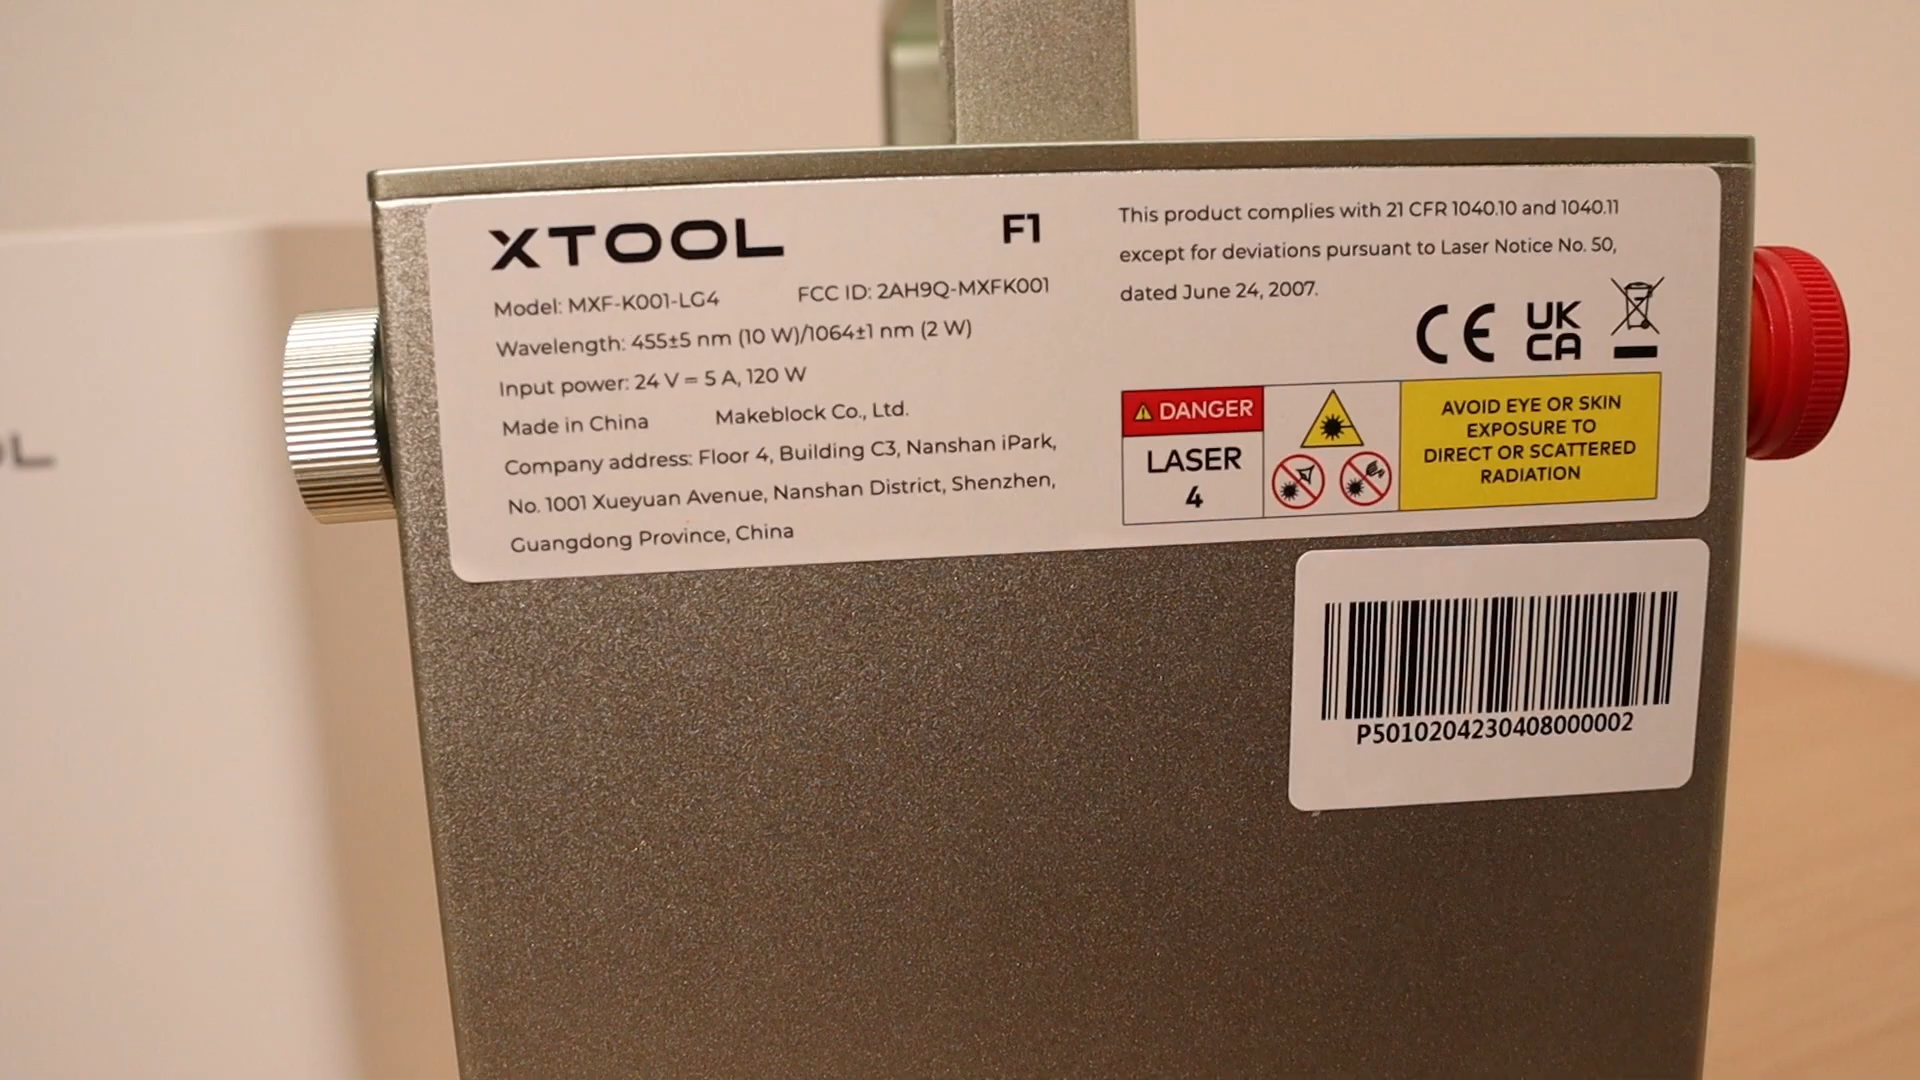 XTOOL F1
Model: MXF-K001-LG4 FCC ID: 2AH9Q-MXFK001
Wavelength: 455±5 nm (10 W)/1064±1 nm (2 W)
Input power: 24 V = 5 A, 120 W
Made in China Makeblock Co., Ltd.
Company address: Floor 4, Building C3, Nanshan iPark,
No. 1001 Xueyuan Avenue, Nanshan District, Shenzhen,
Guangdong Province, China
This product complies with 21 CFR 1040.10 and 1040.11
except for deviations pursuant to Laser Notice No. 50,
dated June 24, 2007.
CE UK
CA
DANGER
LASER
4
AVOID EYE OR SKIN
EXPOSURE TO
DIRECT OR SCATTERED
RADIATION
P5010204230408000002
OL